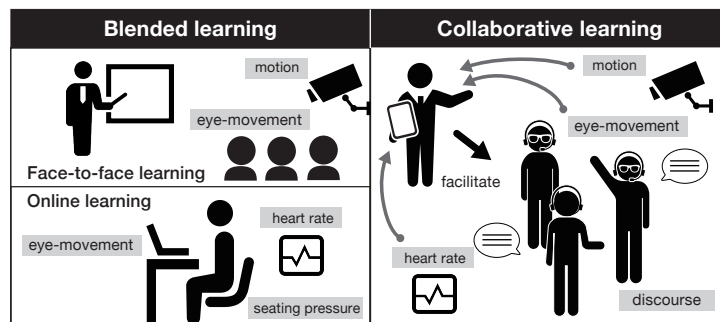 Blended learning
motion
eye-movement
Face-to-face learning
Online learning
eye-movement
heart rate
seating pressure
Collaborative learning
motion
eye-movement
facilitate
heart rate
discourse